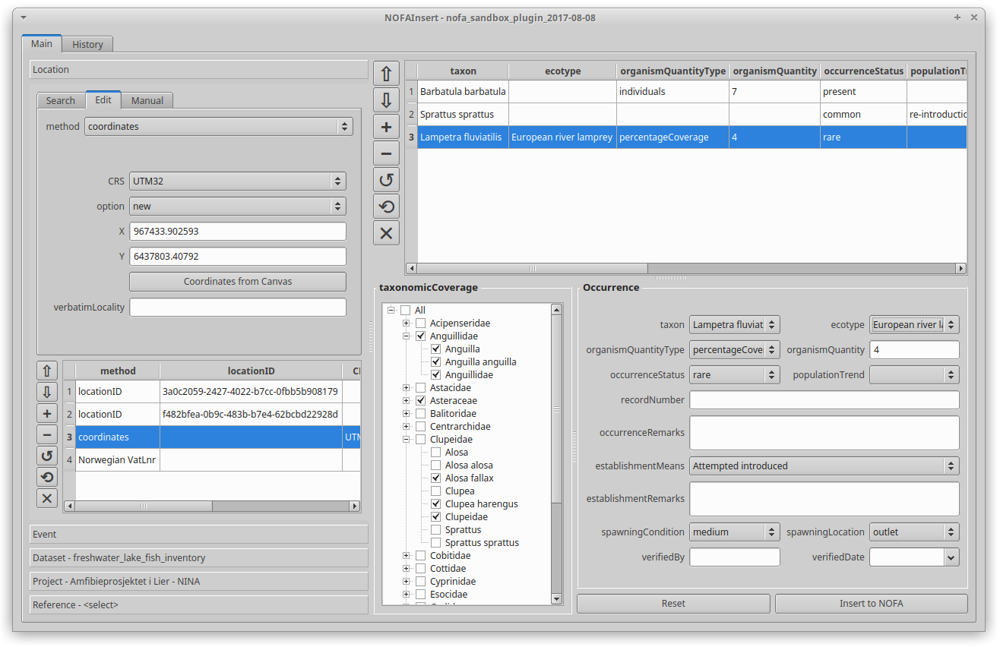 NOFAInsert - nofa_sandbox_plugin_2017-08-08
Main
History
Location
Search
Edit
Manual
method
coordinates
CRS
UTM32
option
new
X
967433.902593
Y
6437803.40792
Coordinates from Canvas
verbatimLocality
method locationID
1 locationID 3a0c2059-2427-4022-b7cc-0fbb5b908179
2 locationID f482bfea-0b9c-483b-b7e4-62bcbd22928d
3 coordinates UTM
4 Norwegian VatLnr
Event
Dataset - freshwater_lake_fish_inventory
Project - Amfibieprosjektet i Lier - NINA
Reference - <select>
taxon ecotype organismQuantityType organismQuantity occurrenceStatus populationTr
1 Barbatula barbatula individuals 7 present
2 Sprattus sprattus common re-introductio
3 Lampetra fluviatilis European river lamprey percentageCoverage 4 rare
taxonomicCoverage
All
Acipenseridae
Anguillidae
Anguilla
Anguilla anguilla
Anguillidae
Astacidae
Asteraceae
Balitoridae
Centrarchidae
Clupeidae
Alosa
Alosa alosa
Alosa fallax
Clupea
Clupea harengus
Clupeidae
Sprattus
Sprattus sprattus
Cobitidae
Cottidae
Cyprinidae
Esocidae
Occurrence
taxon Lampetra fluviat ecotype European river la
organismQuantityType percentageCove organismQuantity 4
occurrenceStatus rare populationTrend
recordNumber
occurrenceRemarks
establishmentMeans Attempted introduced
establishmentRemarks
spawningCondition medium spawningLocation outlet
verifiedBy verifiedDate
Reset
Insert to NOFA